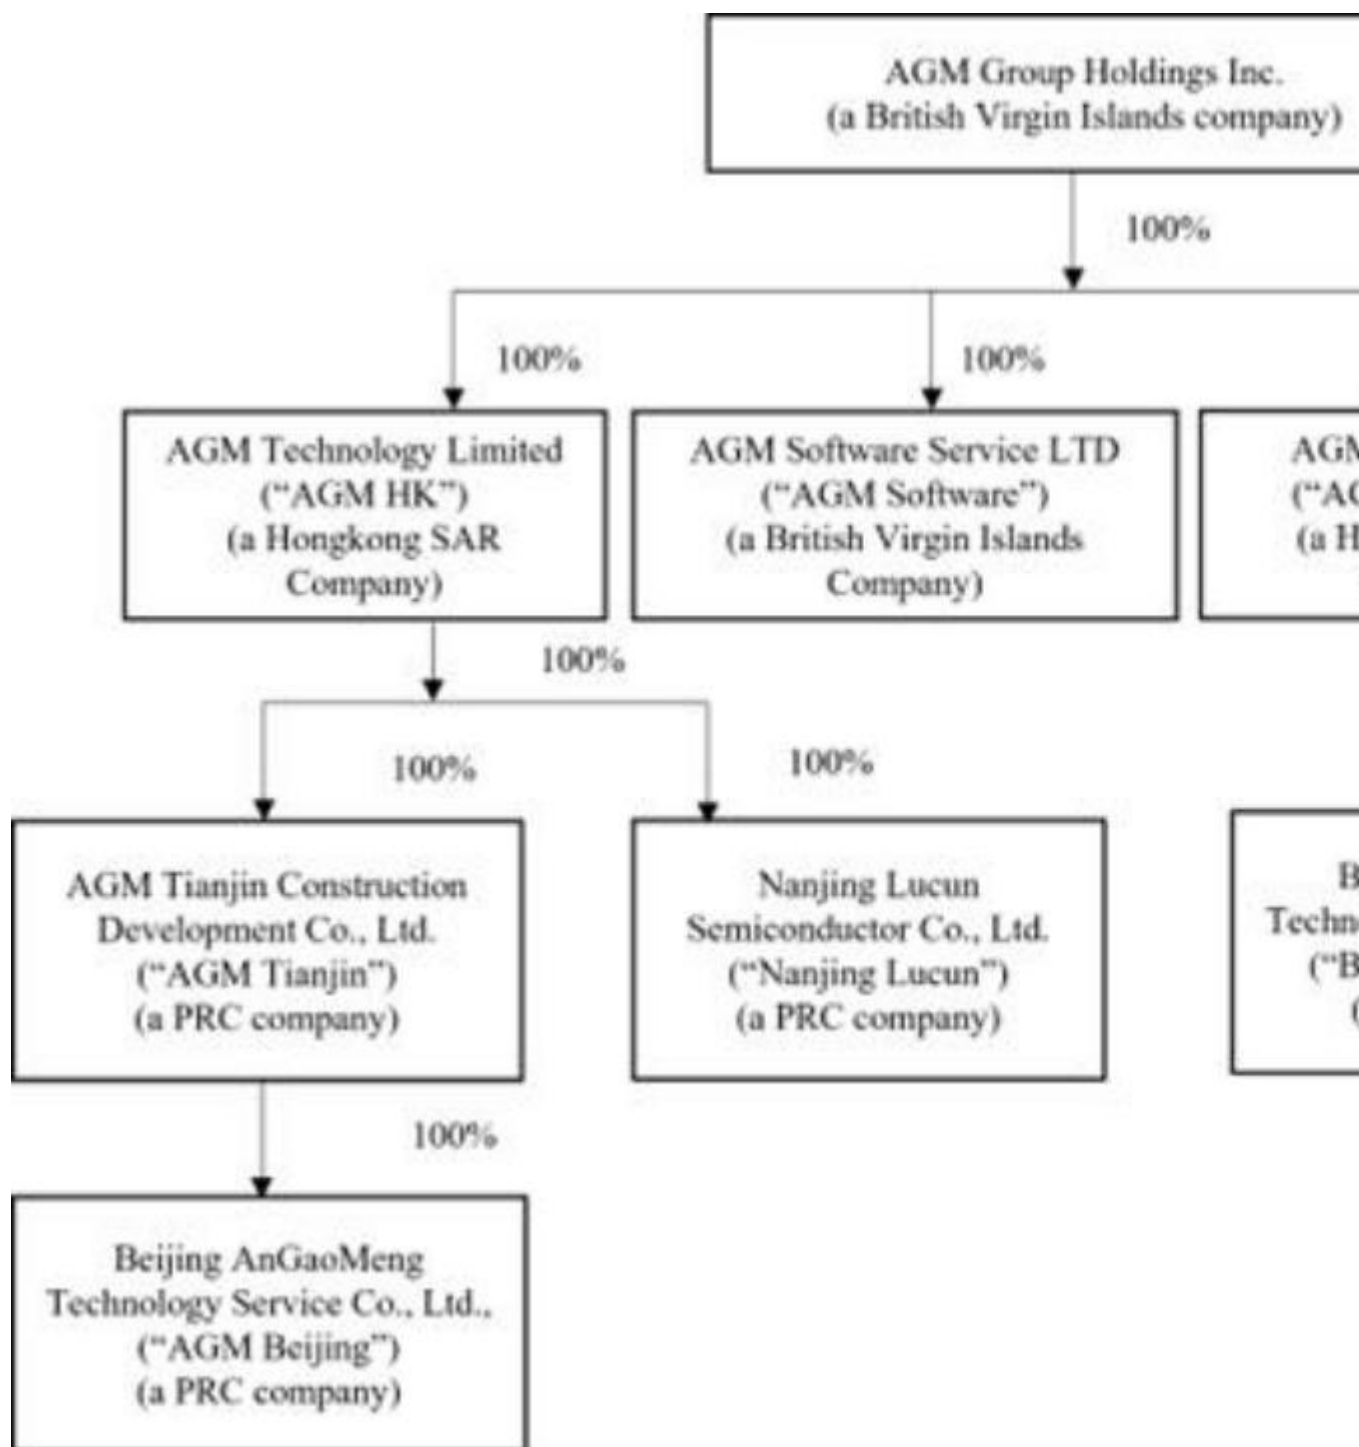 AGM Group Holdings Inc.
(a British Virgin Islands company)
100%
100%
100%
AGM Technology Limited
(“AGM HK”)
(a Hongkong SAR
Company)
AGM Software Service LTD
(“AGM Software”)
(a British Virgin Islands
Company)
AGM
(“AG
(a H
100%
100%
100%
AGM Tianjin Construction
Development Co., Ltd.
(“AGM Tianjin”)
(a PRC company)
Nanjing Lucun
Semiconductor Co., Ltd.
(“Nanjing Lucun”)
(a PRC company)
B
Techno
(“B
(
100%
Beijing AnGaoMeng
Technology Service Co., Ltd.,
(“AGM Beijing”)
(a PRC company)